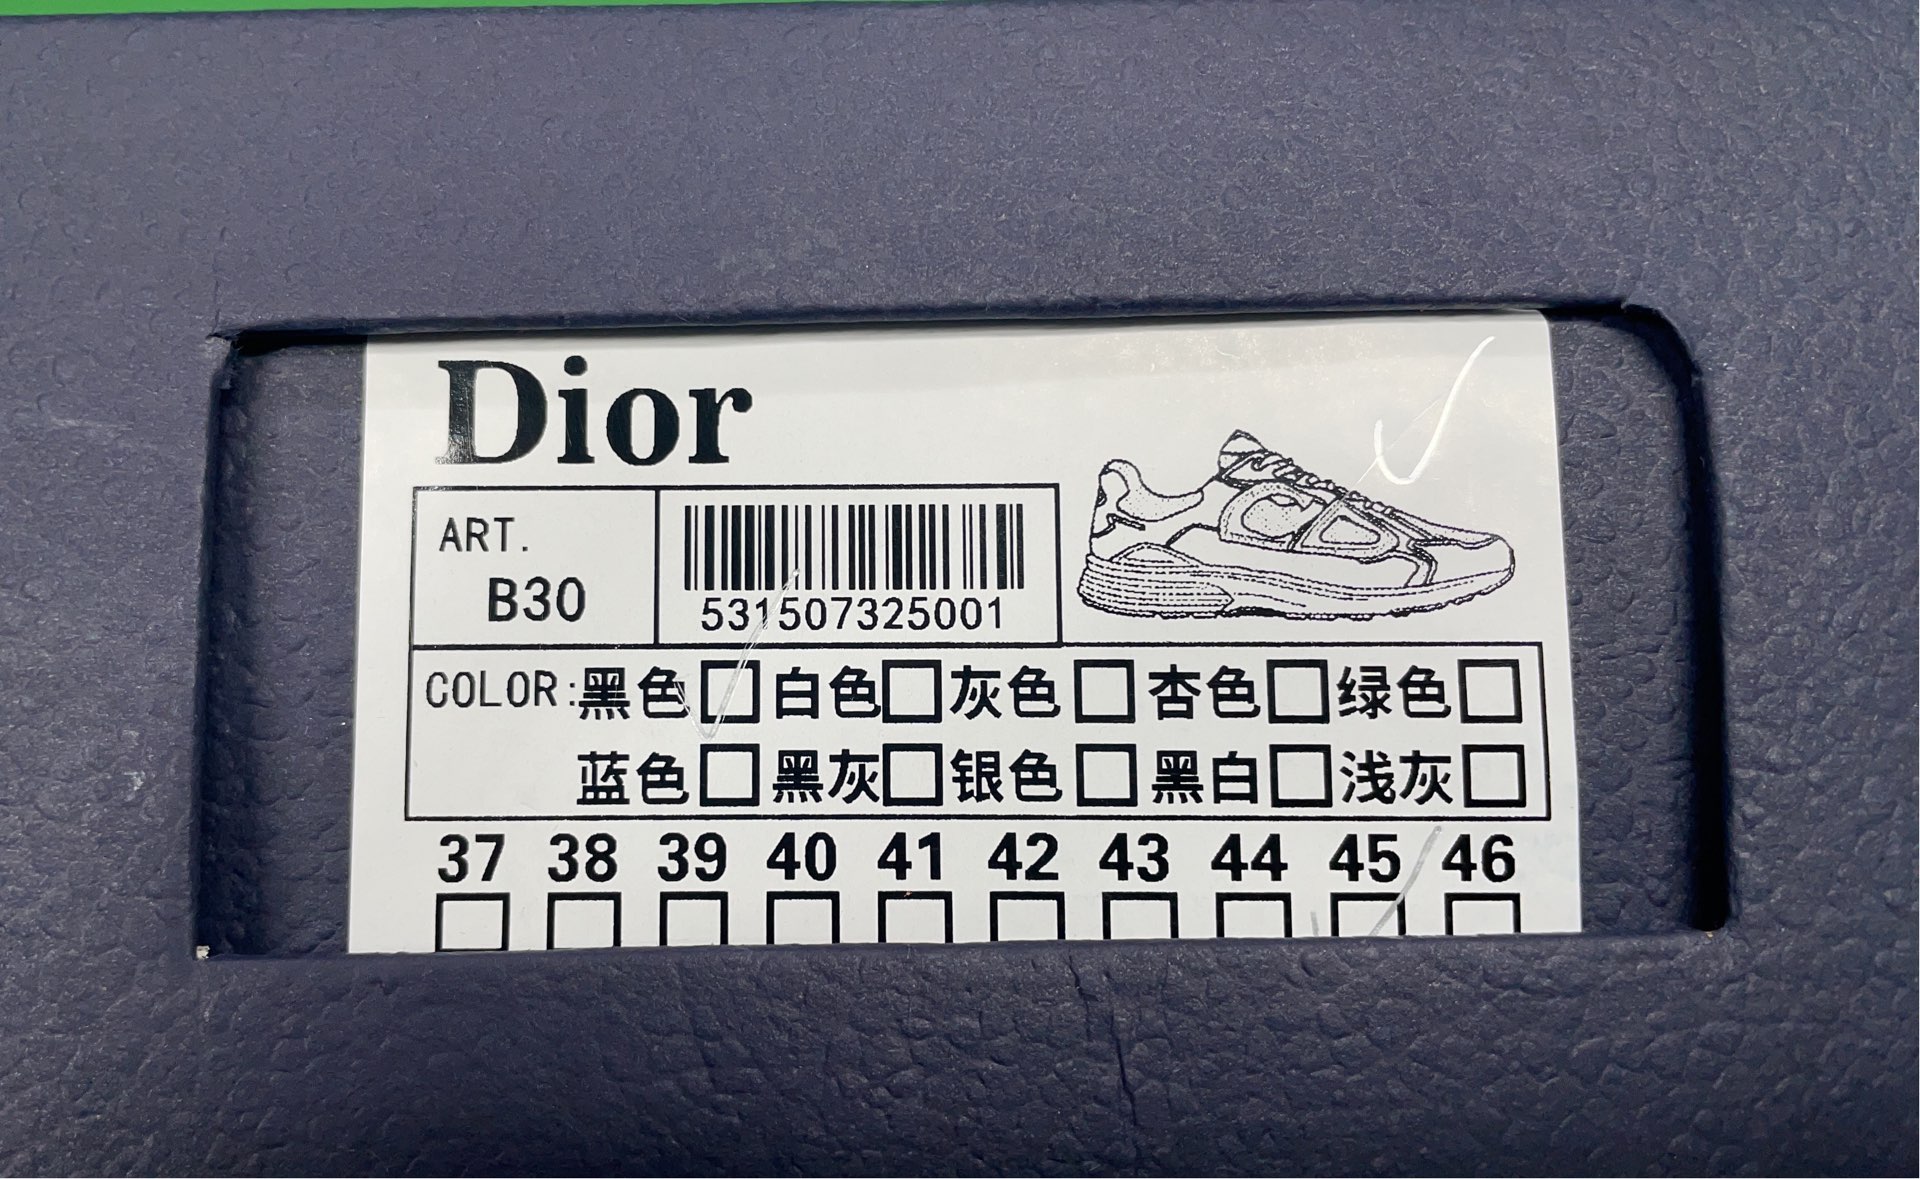 Dior
ART.
B30
531507325001
COLOR:黑色 白色 灰色 杏色 绿色
蓝色 黑灰 银色 黑白 浅灰
37 38 39 40 41 42 43 44 45 46